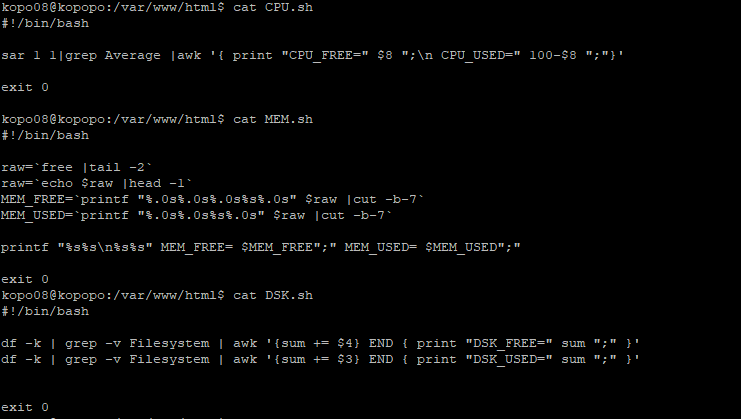 kopo08@kopopo:/var/www/html$ cat CPU.sh
#!/bin/bash
sar 1 1|grep Average |awk '{ print "CPU_FREE=" $8 ";\n CPU_USED=" 100-$8 ";"}'
exit 0
kopo08@kopopo:/var/www/html$ cat MEM.sh
#!/bin/bash
raw=`free |tail -2`
raw=`echo $raw |head -1`
MEM_FREE=`printf "%.0s%.0s%.0s%s%.0s" $raw |cut -b-7`
MEM_USED=`printf "%.0s%.0s%s%.0s" $raw |cut -b-7`
printf "%s%s\n%s%s" MEM_FREE= $MEM_FREE";" MEM_USED= $MEM_USED";"
exit 0
kopo08@kopopo:/var/www/html$ cat DSK.sh
#!/bin/bash
df -k | grep -v Filesystem | awk '{sum += $4} END { print "DSK_FREE=" sum ";" }'
df -k | grep -v Filesystem | awk '{sum += $3} END { print "DSK_USED=" sum ";" }'
exit 0